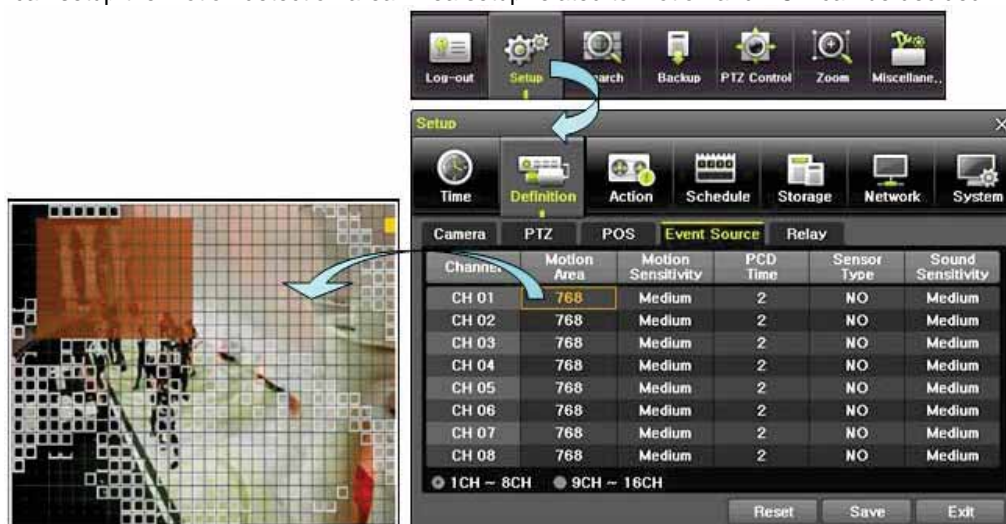 Log-out Setup earch Backup PTZ Control Zoom Miscellane..
Setup
Time Definition Action Schedule Storage Network System
Camera PTZ POS Event Source Relay
Channel Motion Area Motion Sensitivity PCD Time Sensor Type Sound Sensitivity
CH 01 768 Medium 2 NO Medium
CH 02 768 Medium 2 NO Medium
CH 03 768 Medium 2 NO Medium
CH 04 768 Medium 2 NO Medium
CH 05 768 Medium 2 NO Medium
CH 06 768 Medium 2 NO Medium
CH 07 768 Medium 2 NO Medium
CH 08 768 Medium 2 NO Medium
1CH ~ 8CH 9CH ~ 16CH
Reset Save Exit